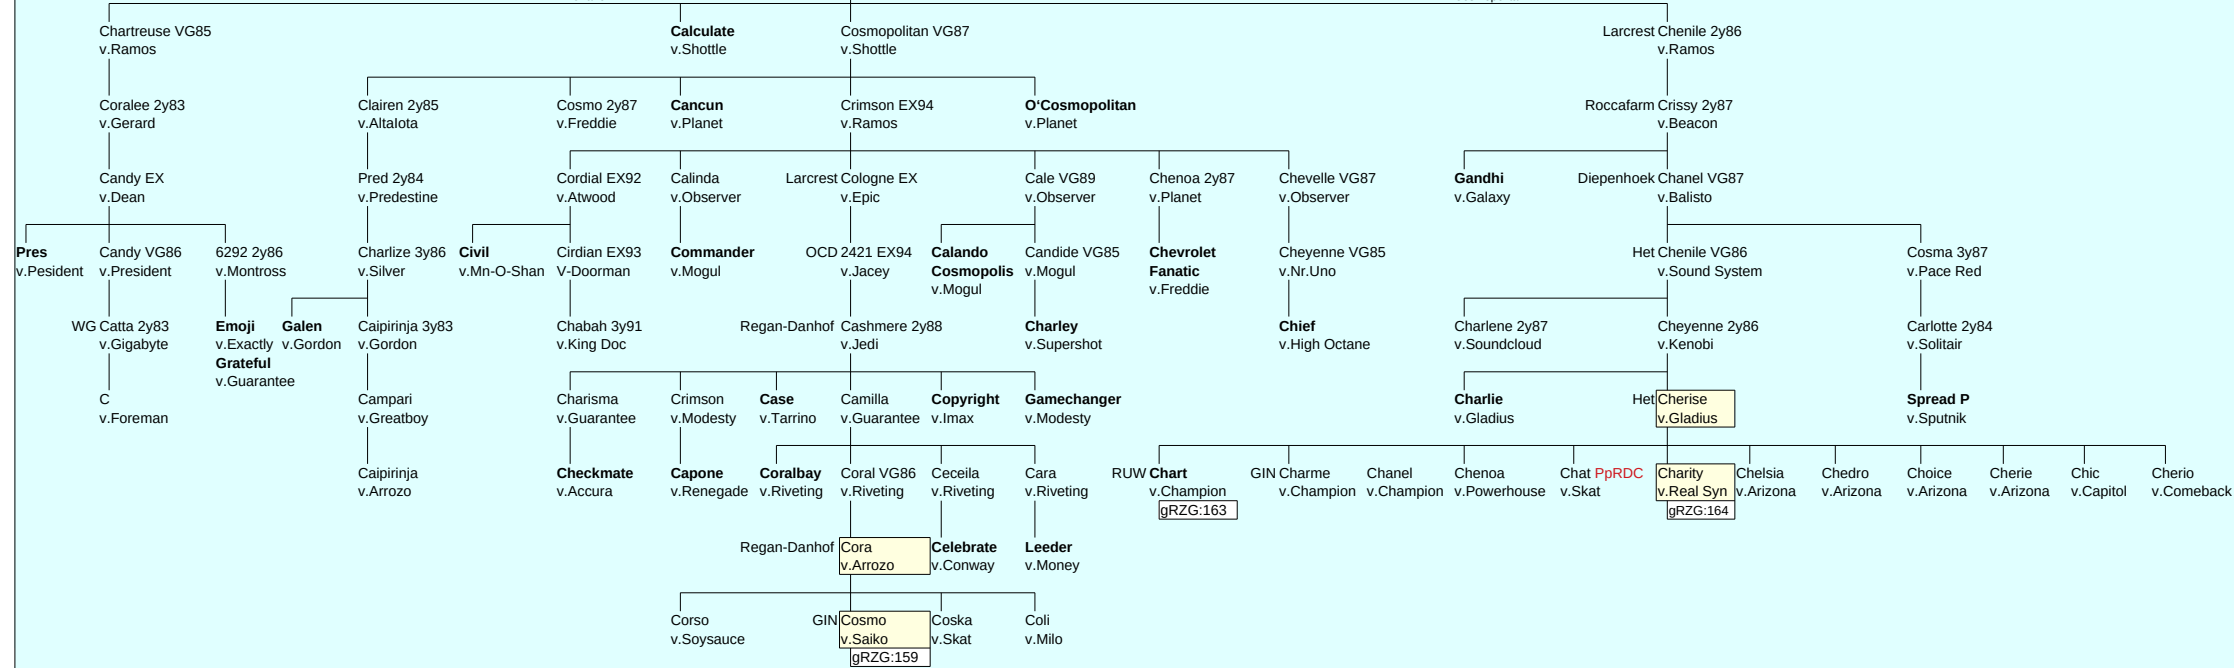 Chartreuse VG85 Calculate Cosmopolitan VG87 Larcrest Chenile 2y86
v.Ramos v.Shottle v.Shottle v.Ramos
Coralee 2y83 Clairen 2y85 Cosmo 2y87 Cancun Crimson EX94 O‘Cosmopolitan Roccafarm Crissy 2y87
v.Gerard v.Altalota v.Freddie v.Planet v.Ramos v.Planet v.Beacon
Candy EX Pred 2y84 Cordial EX92 Calinda Larcrest Cologne EX Cale VG89 Chenoa 2y87 Chevelle VG87 Gandhi Diepenhoek Chanel VG87
v.Dean v.Predestine v.Atwood v.Observer v.Epic v.Observer v.Planet v.Observer v.Galaxy v.Balisto
Pres Candy VG86 6292 2y86 Charlize 3y86 Civil Cirdian EX93 Commander OCD 2421 EX94 Calando Candide VG85 Chevrolet Cheyenne VG85 Het Chenile VG86 Cosma 3y87
v.Pesident v.President v.Montross v.Silver v.Mn-O-Shan V-Doorman v.Mogul v.Jacey Cosmopolis v.Mogul Fanatic v.Nr.Uno v.Sound System v.Pace Red
v.Mogul v.Freddie
WG Catta 2y83 Emoji Galen Caipirinja 3y83 Chabah 3y91 Regan-Danhof Cashmere 2y88 Charley Chief Charlene 2y87 Cheyenne 2y86 Carlotte 2y84
v.Gigabyte v.Exactly v.Gordon v.Gordon v.King Doc v.Jedi v.Supershot v.High Octane v.Soundcloud v.Kenobi v.Solitair
Grateful
v.Guarantee
C Campari Charisma Crimson Case Camilla Copyright Gamechanger Charlie Het Cherise Spread P
v.Foreman v.Greatboy v.Guarantee v.Modesty v.Tarrino v.Guarantee v.Imax v.Modesty v.Gladius v.Gladius v.Sputnik
Caipirinja Checkmate Capone Coralbay Coral VG86 Ceceila Cara RUW Chart GIN Charme Chanel Chenoa Chat PpRDC Charity Chelsia Chedro Choice Cherie Chic Cherio
v.Arrozo v.Accura v.Renegade v.Riveting v.Riveting v.Riveting v.Riveting v.Champion v.Champion v.Champion v.Powerhouse v.Skat v.Real Syn v.Arizona v.Arizona v.Arizona v.Arizona v.Capitol v.Comeback
gRZG:163 gRZG:164
Regan-Danhof Cora Celebrate Leeder
v.Arrozo v.Conway v.Money
Corso GIN Cosmo Coska Coli
v.Soysauce v.Saiko v.Skat v.Milo
gRZG:159